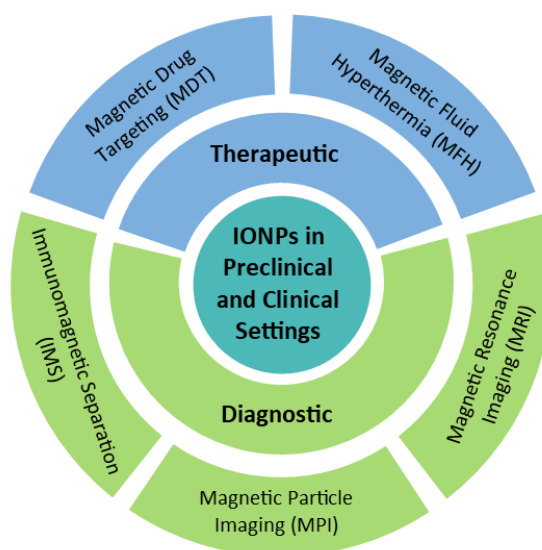 Magnetic Drug
Targeting (MDT)
Magnetic Fluid
Hyperthermia (MFH)
Therapeutic
IONPs in
Preclinical
and Clinical
Settings
Immunomagnetic Separation
(IMS)
Magnetic Resonance
Imaging (MRI)
Diagnostic
Magnetic Particle
Imaging (MPI)